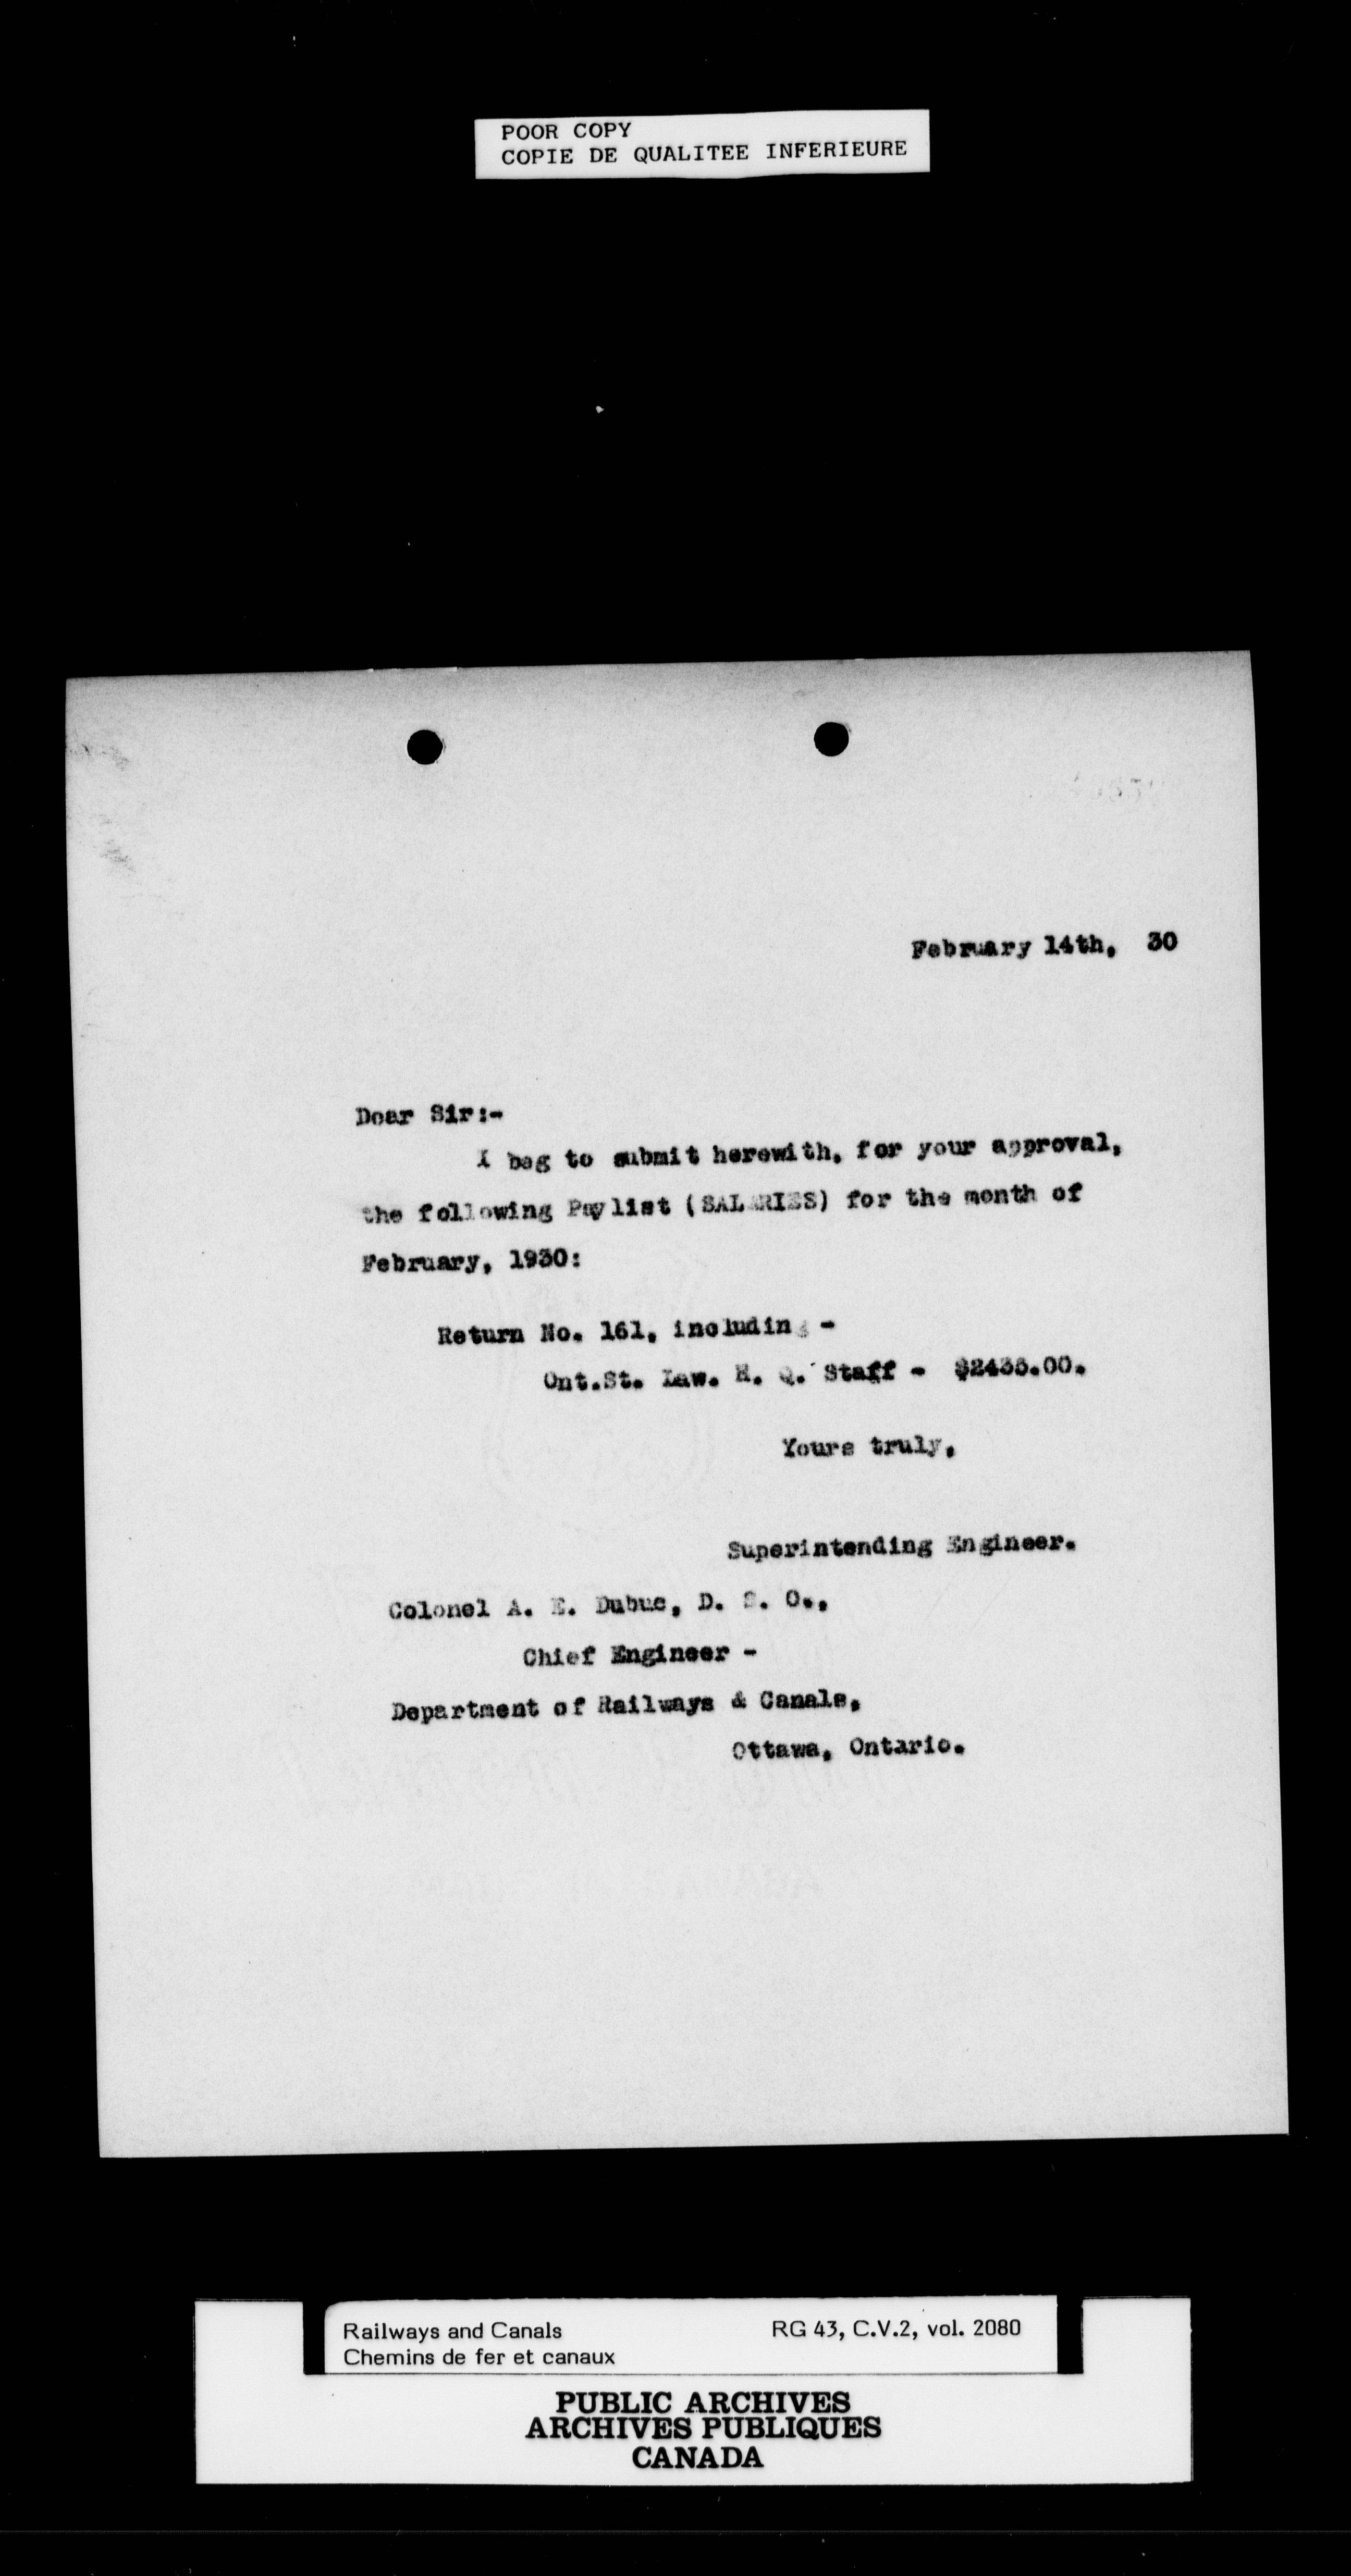 POOR COPY
COPIE DE QUALITEE INFERIEURE
February 14th, 30
Dear Sir:-
I beg to submit herewith, for your approval,
the following Paylist (SALARIES) for the month of
February, 1930:
Return No. 161, including -
Ont.St. Law. H. Q. Staff -
Yours truly,
Superintending Engineer.
Colonel A. E. Dubuc, D. S. O.,
Chief Engineer -
Department of Railways & Canals,
Ottawa, Ontario.
Railways and Canals RG 43, C.V.2, vol. 2080
Chemins de fer et canaux
PUBLIC ARCHIVES
ARCHIVES PUBLIQUES
CANADA